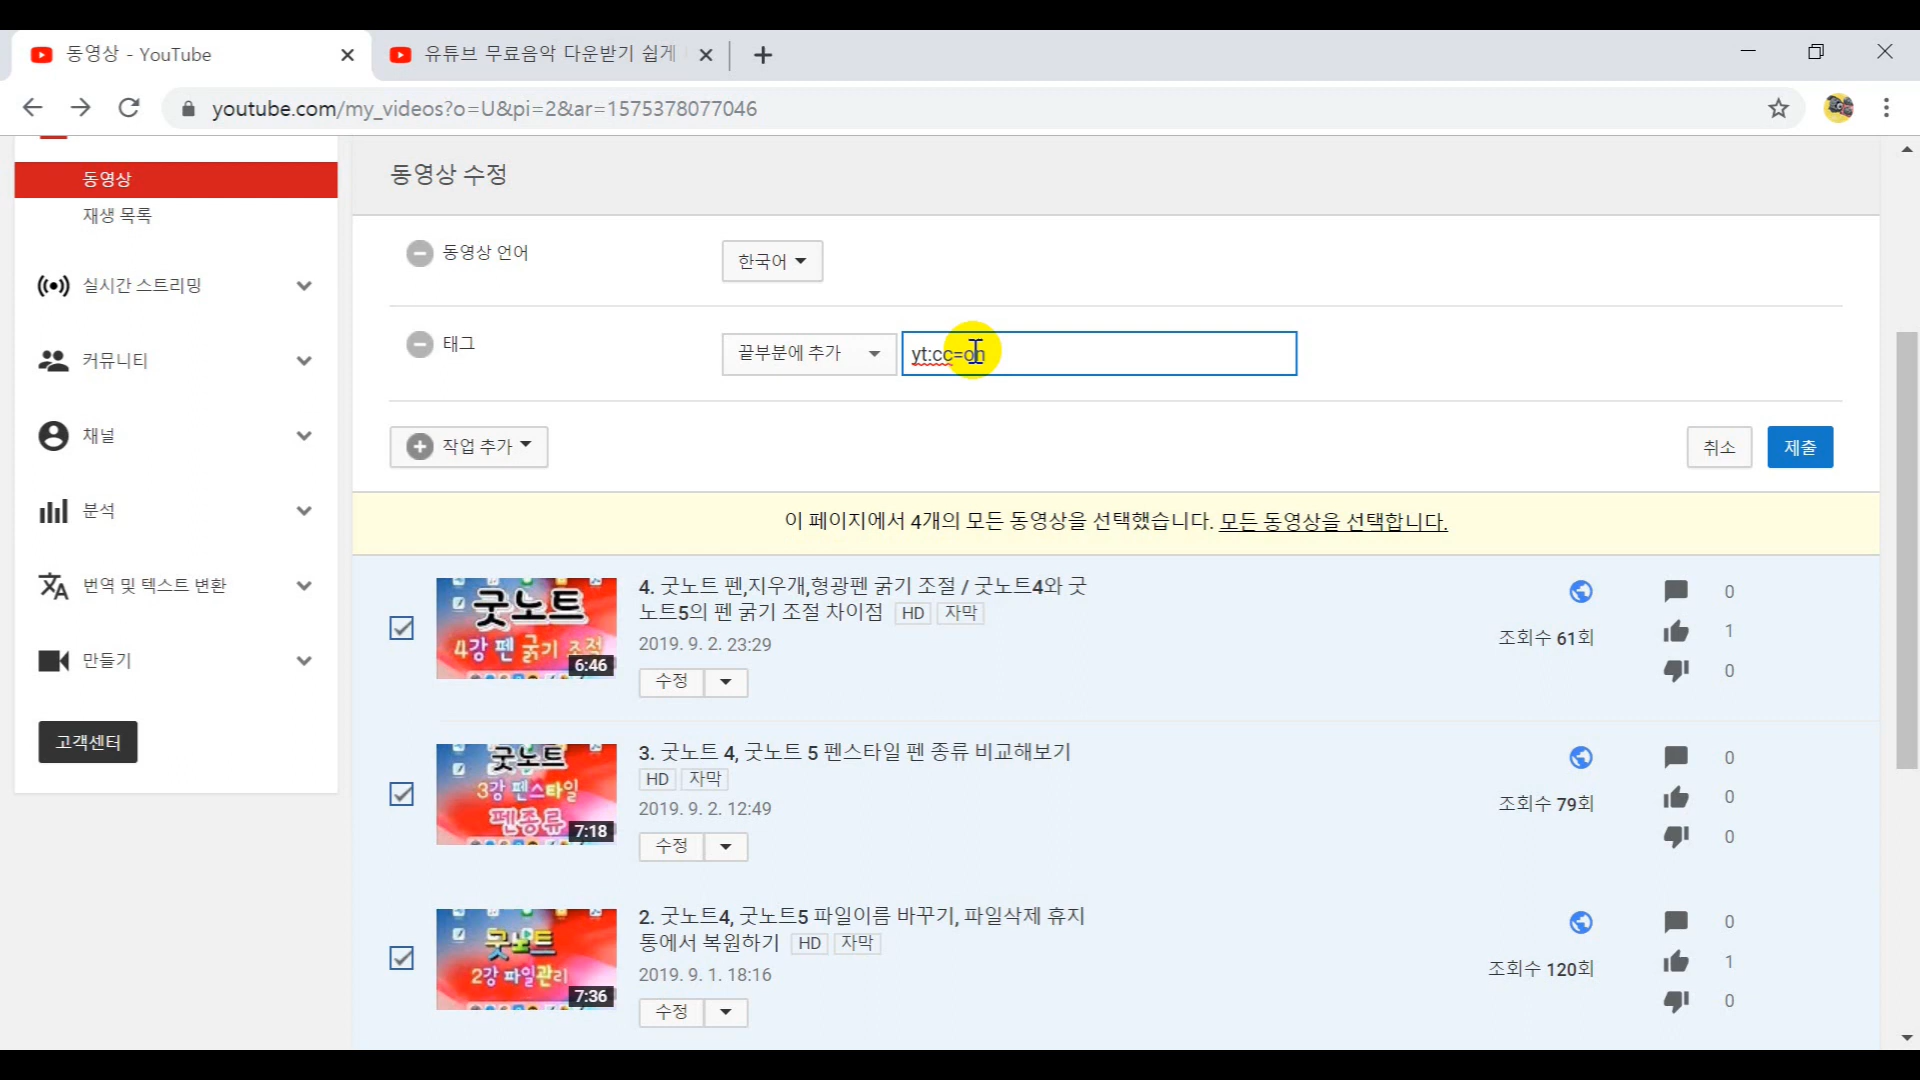 동영상 - YouTube
유튜브 무료음악 다운받기 쉽게
youtube.com/my_videos?o=U&pi=2&ar=1575378077046
동영상
재생 목록
실시간 스트리밍
커뮤니티
채널
분석
번역 및 텍스트 변환
만들기
고객센터
동영상 수정
동영상 언어
한국어
태그
끝부분에 추가
yt:cc=on
작업 추가
취소
제출
이 페이지에서 4개의 모든 동영상을 선택했습니다. 모든 동영상을 선택합니다.
굿노트
4강 펜 굵기 조절
6:46
4. 굿노트 펜,지우개,형광펜 굵기 조절 / 굿노트4와 굿
노트5의 펜 굵기 조절 차이점 HD 자막
2019. 9. 2. 23:29
수정
조회수 61회
0
1
0
굿노트
3강 펜스타일
펜종류
7:18
3. 굿노트 4, 굿노트 5 펜스타일 펜 종류 비교해보기
HD 자막
2019. 9. 2. 12:49
수정
조회수 79회
0
0
0
굿노트
2강 파일관리
7:36
2. 굿노트4, 굿노트5 파일이름 바꾸기, 파일삭제 휴지
통에서 복원하기 HD 자막
2019. 9. 1. 18:16
수정
조회수 120회
0
1
0